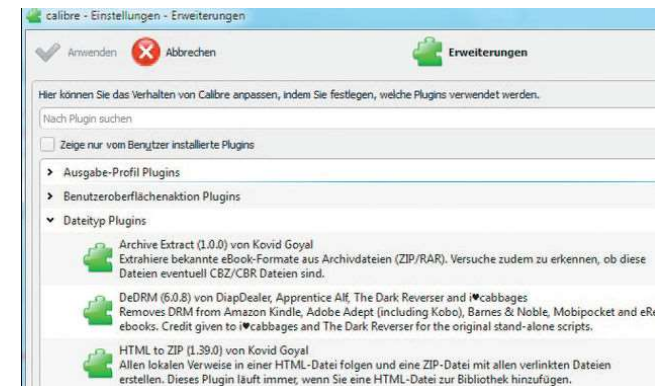 calibre - Einstellungen - Erweiterungen
Anwenden Abbrechen Erweiterungen
Hier können Sie das Verhalten von Calibre anpassen, indem Sie festlegen, welche Plugins verwendet werden.
Nach Plugin suchen
Zeige nur vom Benutzer installierte Plugins
Ausgabe-Profil Plugins
Benutzeroberflächenaktion Plugins
Dateityp Plugins
Archive Extract (1.0.0) von Kovid Goyal
Extrahiere bekannte eBook-Formate aus Archivdateien (ZIP/RAR). Versuche zudem zu erkennen, ob diese
Dateien eventuell CBZ/CBR Dateien sind.
DeDRM (6.0.8) von DiapDealer, Apprentice Alf, The Dark Reverser and i♥cabbages
Removes DRM from Amazon Kindle, Adobe Adept (including Kobo), Barnes & Noble, Mobipocket and eRe
ebooks. Credit given to i♥cabbages and The Dark Reverser for the original stand-alone scripts.
HTML to ZIP (1.39.0) von Kovid Goyal
Allen lokalen Verweise in einer HTML-Datei folgen und eine ZIP-Datei mit allen verlinkten Dateien
erstellen. Dieses Plugin läuft immer, wenn Sie eine HTML-Datei zur Bibliothek hinzufügen.